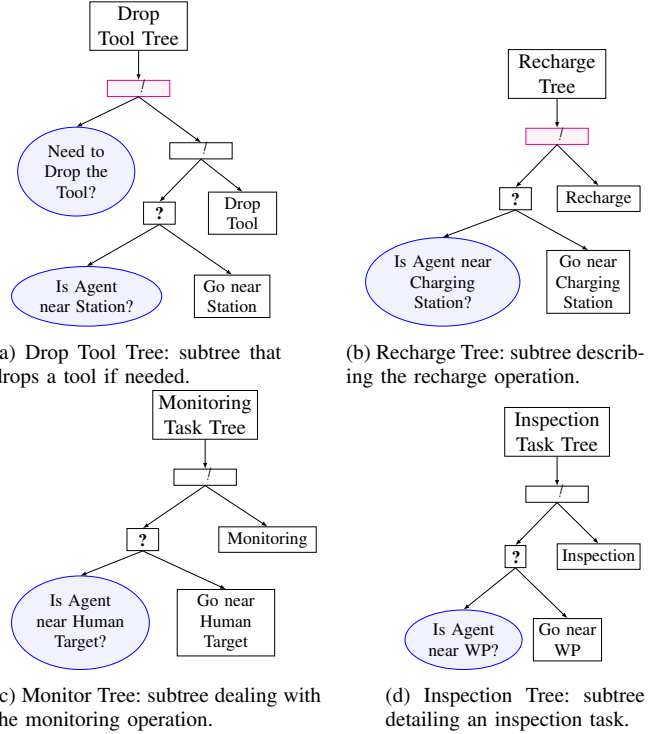 Drop
Tool Tree
Need to
Drop the
Tool?
?
Drop
Tool
Is Agent
near Station?
Go near
Station
a) Drop Tool Tree: subtree that
drops a tool if needed.
Recharge
Tree
?
Recharge
Is Agent near
Charging
Station?
Go near
Charging
Station
(b) Recharge Tree: subtree describ-
ing the recharge operation.
Monitoring
Task Tree
?
Monitoring
Is Agent
near Human
Target?
Go near
Human
Target
c) Monitor Tree: subtree dealing with
the monitoring operation.
Inspection
Task Tree
?
Inspection
Is Agent
near WP?
Go near
WP
(d) Inspection Tree: subtree
detailing an inspection task.